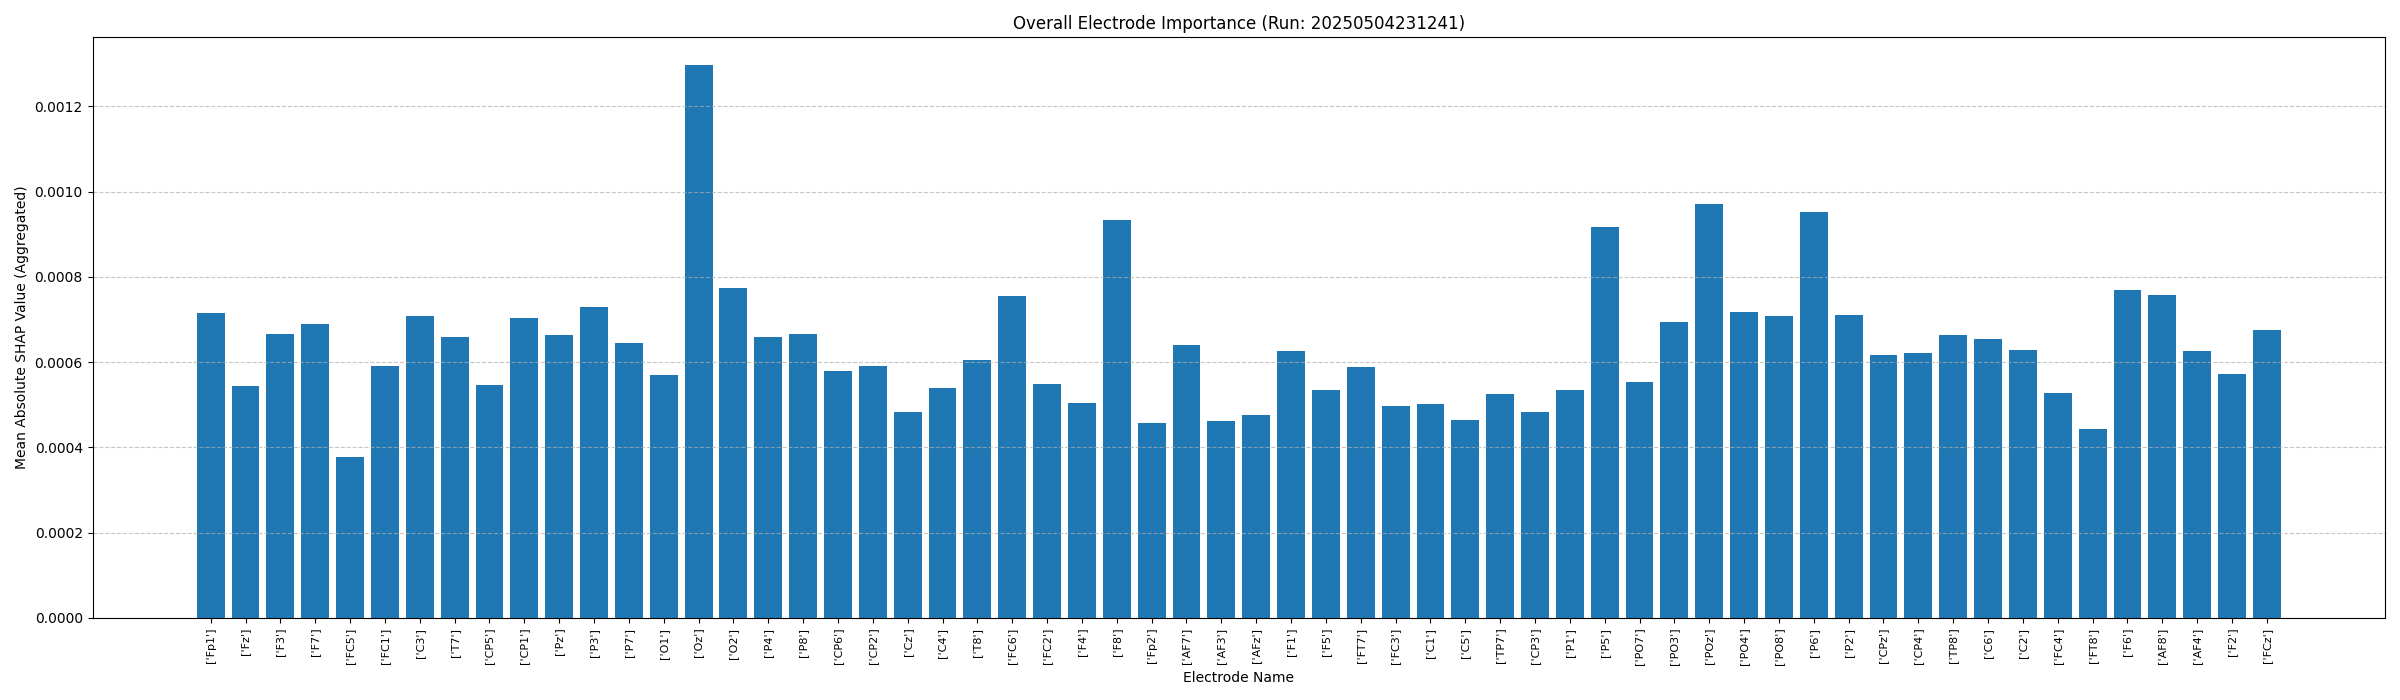 Overall Electrode Importance (Run: 20250504231241)
Mean Absolute SHAP Value (Aggregated)
0.0012
0.0010
0.0008
0.0006
0.0004
0.0002
0.0000
['Fp1']
['Fz']
['F3']
['F7']
['FC5']
['FC1']
['C3']
['T7']
['CP5']
['CP1']
['Pz']
['P3']
['P7']
['O1']
['Oz']
['O2']
['P4']
['P8']
['CP6']
['CP2']
['Cz']
['C4']
['T8']
['FC6']
['FC2']
['F4']
['F8']
['Fp2']
['AF7']
['AF3']
['AFz']
['F1']
['F5']
['FT7']
['FC3']
['C1']
['C5']
['TP7']
['CP3']
['P1']
['P5']
['PO7']
['PO3']
['POz']
['PO4']
['PO8']
['P6']
['P2']
['CPz']
['CP4']
['TP8']
['C6']
['C2']
['FC4']
['FT8']
['F6']
['AF8']
['AF4']
['F2']
['FCz']
Electrode Name